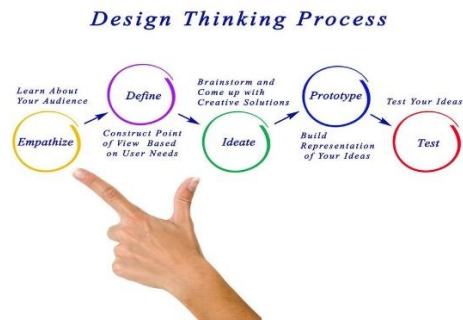 Design Thinking Process
Learn About
Your Audience
Empathize
Define
Construct Point
of View Based
on User Needs
Brainstorm and
Come up with
Creative Solutions
Ideate
Prototype
Build
Representation
of Your Ideas
Test Your Ideas
Test